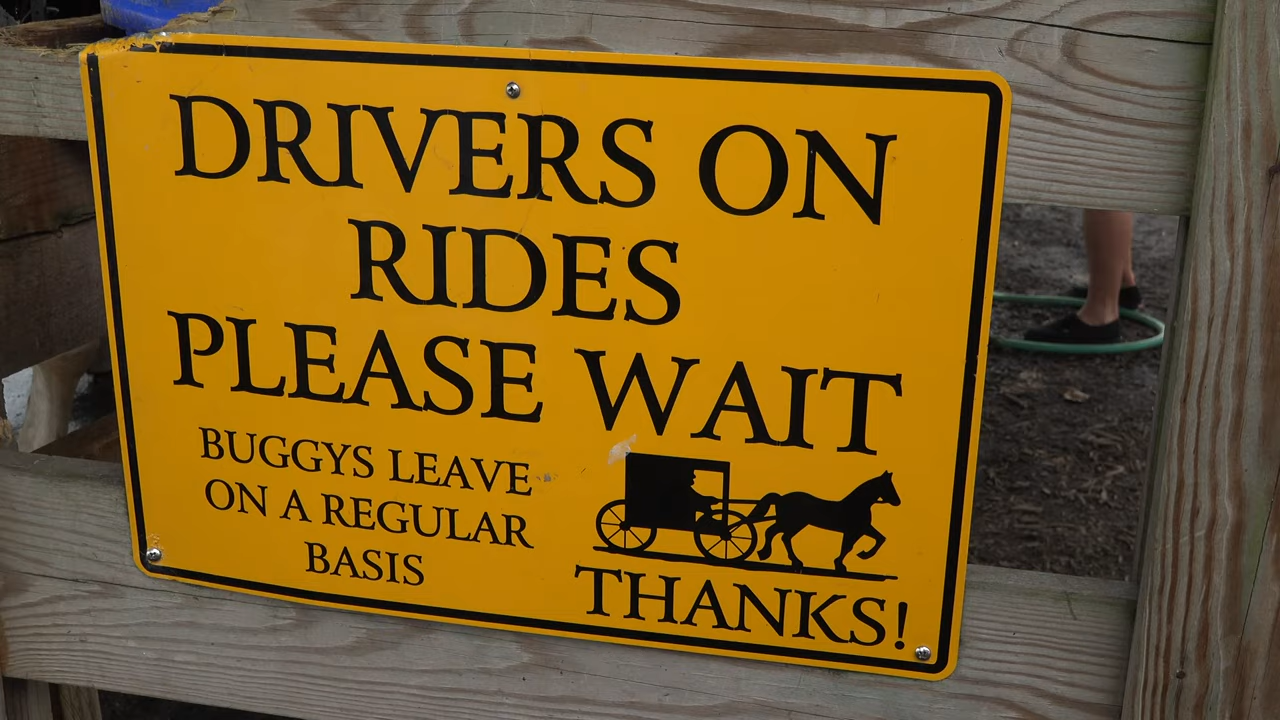 DRIVERS ON
RIDES
PLEASE WAIT
BUGGYS LEAVE
ON A REGULAR
BASIS
THANKS!